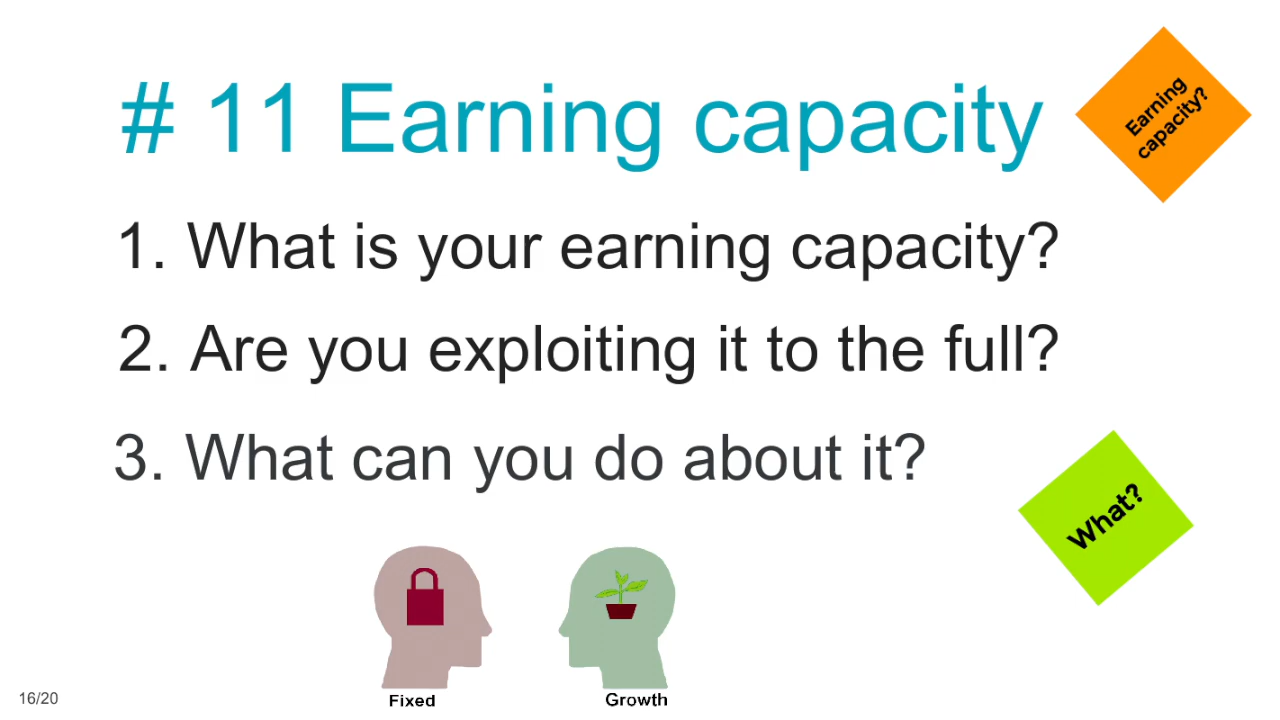 # 11 Earning capacity
Earning
capacity?
1. What is your earning capacity?
2. Are you exploiting it to the full?
3. What can you do about it?
What?
Fixed
Growth
16/20